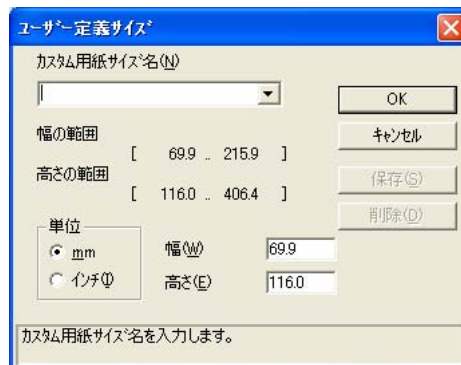 ユーザー定義サイズ
カスタム用紙サイズ名(N)
OK
キャンセル
保存(S)
削除(D)
幅の範囲
[ 69.9 .. 215.9 ]
高さの範囲
[ 116.0 .. 406.4 ]
単位
mm
インチ(I)
幅(W) 69.9
高さ(E) 116.0
カスタム用紙サイズ名を入力します。